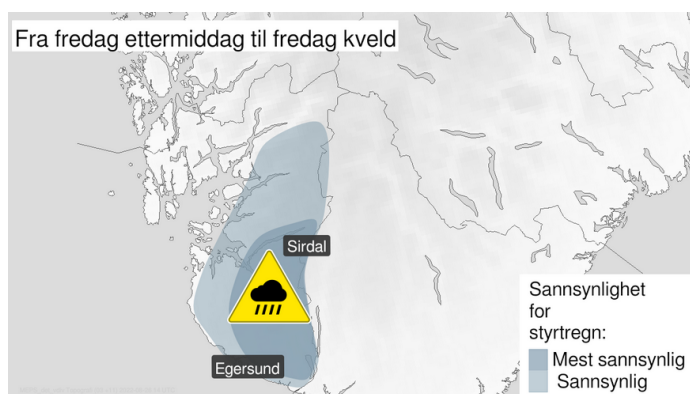 Fra fredag ettermiddag til fredag kveld
Sirdal
Egersund
Sannsynlighet
for
styrtregn:
Mest sannsynlig
Sannsynlig